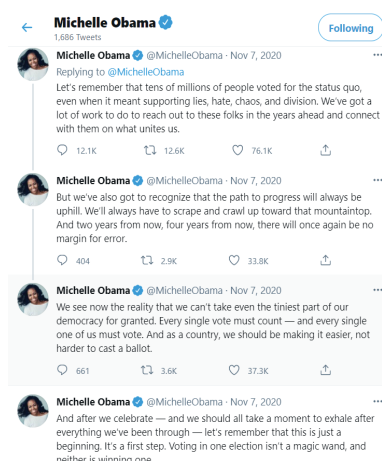 Michelle Obama
1,686 Tweets
Following
Michelle Obama @MichelleObama · Nov 7, 2020
Replying to @MichelleObama
Let's remember that tens of millions of people voted for the status quo,
even when it meant supporting lies, hate, chaos, and division. We've got a
lot of work to do to reach out to these folks in the years ahead and connect
with them on what unites us.
12.1K 12.6K 76.1K
Michelle Obama @MichelleObama · Nov 7, 2020
But we've also got to recognize that the path to progress will always be
uphill. We'll always have to scrape and crawl up toward that mountaintop.
And two years from now, four years from now, there will once again be no
margin for error.
404 2.9K 33.8K
Michelle Obama @MichelleObama · Nov 7, 2020
We see now the reality that we can't take even the tiniest part of our
democracy for granted. Every single vote must count — and every single
one of us must vote. And as a country, we should be making it easier, not
harder to cast a ballot.
661 3.6K 37.3K
Michelle Obama @MichelleObama · Nov 7, 2020
And after we celebrate — and we should all take a moment to exhale after
everything we've been through — let's remember that this is just a
beginning. It's a first step. Voting in one election isn't a magic wand, and
neither is winning one.